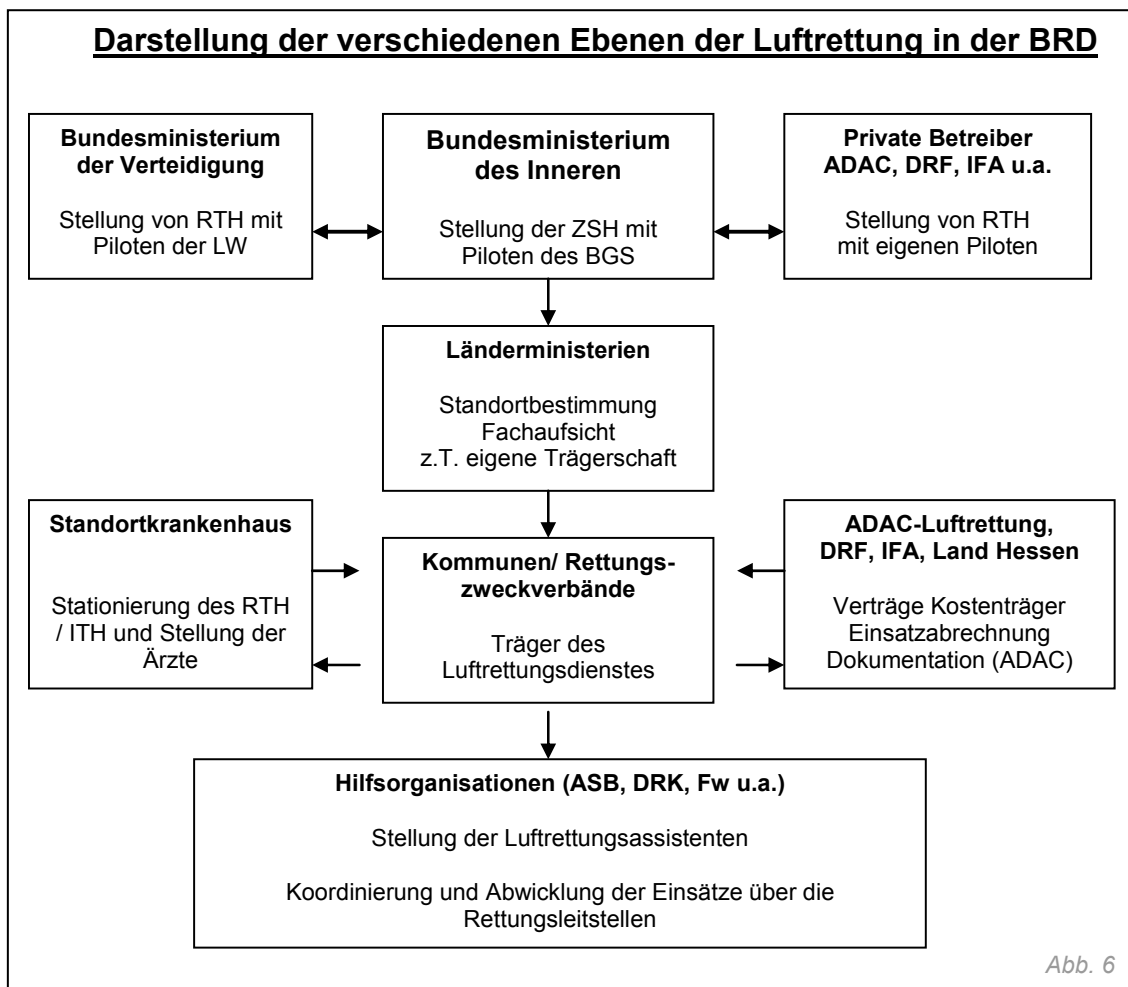 Darstellung der verschiedenen Ebenen der Luftrettung in der BRD
Bundesministerium
der Verteidigung
Stellung von RTH mit
Piloten der LW
Bundesministerium
des Inneren
Stellung der ZSH mit
Piloten des BGS
Private Betreiber
ADAC, DRF, IFA u.a.
Stellung von RTH
mit eigenen Piloten
Länderministerien
Standortbestimmung
Fachaufsicht
z.T. eigene Trägerschaft
Standortkrankenhaus
Stationierung des RTH
/ ITH und Stellung der
Ärzte
Kommunen/ Rettungs-
zweckverbände
Träger des
Luftrettungsdienstes
ADAC-Luftrettung,
DRF, IFA, Land Hessen
Verträge Kostenträger
Einsatzabrechnung
Dokumentation (ADAC)
Hilfsorganisationen (ASB, DRK, Fw u.a.)
Stellung der Luftrettungsassistenten
Koordinierung und Abwicklung der Einsätze über die
Rettungsleitstellen
Abb. 6